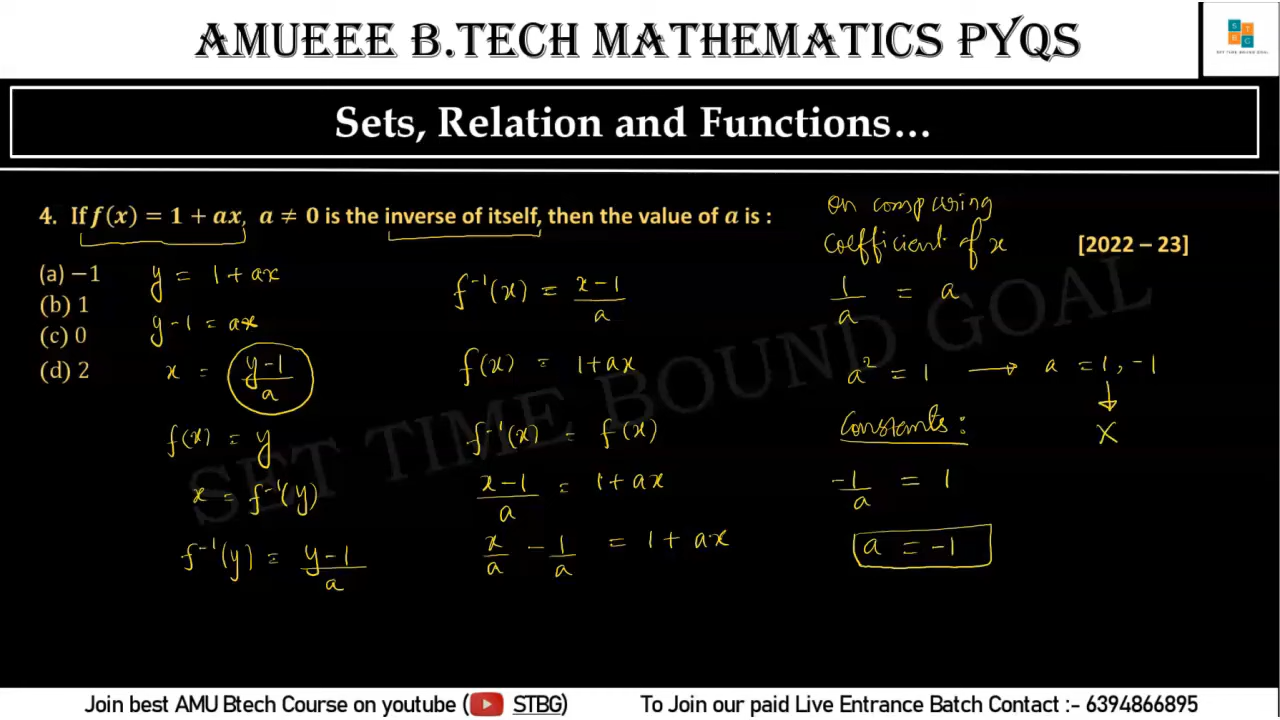 AMUEEE B.TECH MATHEMATICS PYQS
S T
B G
SET TIME BOUND GOAL
Sets, Relation and Functions...
4. If f(x) = 1 + ax, a ≠ 0 is the inverse of itself, then the value of a is :
[2022 – 23]
(a) −1
(b) 1
(c) 0
(d) 2
y = 1 + ax
y - 1 = ax
x = y-1/a
f(x) = y
x = f⁻¹(y)
f⁻¹(y) = y-1/a
f⁻¹(x) = x-1/a
f(x) = 1+ax
f⁻¹(x) = f(x)
x-1/a = 1+ax
x/a - 1/a = 1+ax
on comparing
coefficient of x
1/a = a
a² = 1 → a = 1, -1
↓
X
Constants :
-1/a = 1
a = -1
SET TIME BOUND GOAL
Join best AMU Btech Course on youtube ( STBG)
To Join our paid Live Entrance Batch Contact :- 6394866895